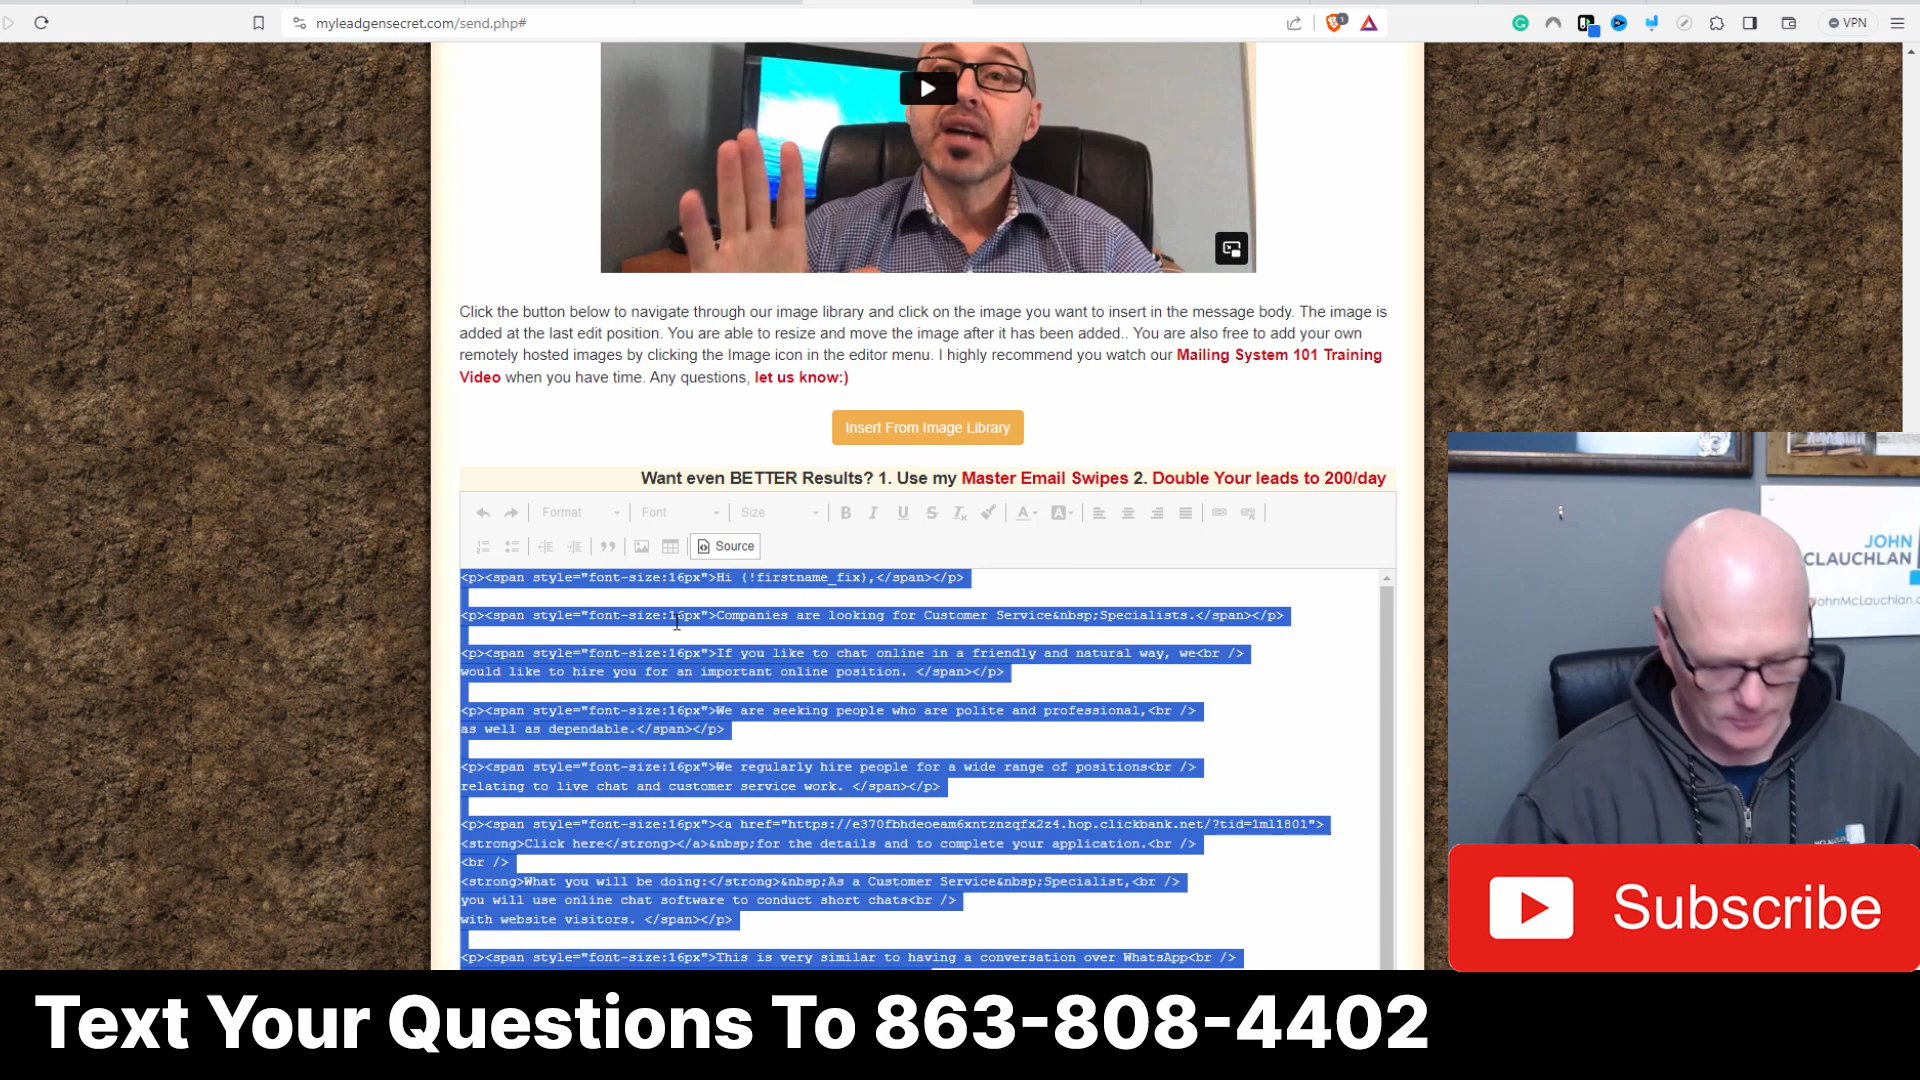 myleadgensecret.com/send.php#
VPN
Click the button below to navigate through our image library and click on the image you want to insert in the message body. The image is
added at the last edit position. You are able to resize and move the image after it has been added.. You are also free to add your own
remotely hosted images by clicking the Image icon in the editor menu. I highly recommend you watch our Mailing System 101 Training
Video when you have time. Any questions, let us know:)
Insert From Image Library
Want even BETTER Results? 1. Use my Master Email Swipes 2. Double Your leads to 200/day
Format Font Size
Source
<p><span style="font-size:16px">Hi {!firstname_fix},</span></p>
<p><span style="font-size:16px">Companies are looking for Customer Service&nbsp;Specialists.</span></p>
<p><span style="font-size:16px">If you like to chat online in a friendly and natural way, we<br />
would like to hire you for an important online position. </span></p>
<p><span style="font-size:16px">We are seeking people who are polite and professional,<br />
as well as dependable.</span></p>
<p><span style="font-size:16px">We regularly hire people for a wide range of positions<br />
relating to live chat and customer service work. </span></p>
<p><span style="font-size:16px"><a href="https://e370fbhdeoeam6xntznzqfx2z4.hop.clickbank.net/?tid=1ml1801">
<strong>Click here</strong></a>&nbsp;for the details and to complete your application.<br />
<br />
<strong>What you will be doing:</strong>&nbsp;As a Customer Service&nbsp;Specialist,<br />
you will use online chat software to conduct short chats<br />
with website visitors. </span></p>
<p><span style="font-size:16px">This is very similar to having a conversation over WhatsApp<br />
JOHN
CLAUCHLAN
Subscribe
Text Your Questions To 863-808-4402